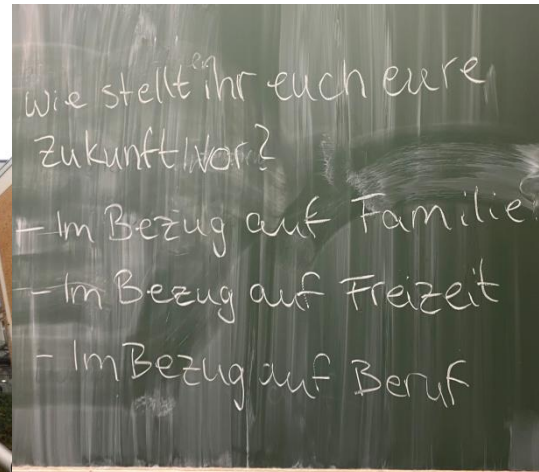 wie stellt ihr euch eure
Zukunft vor?
- Im Bezug auf Familie
- Im Bezug auf Freizeit
- Im Bezug auf Beruf